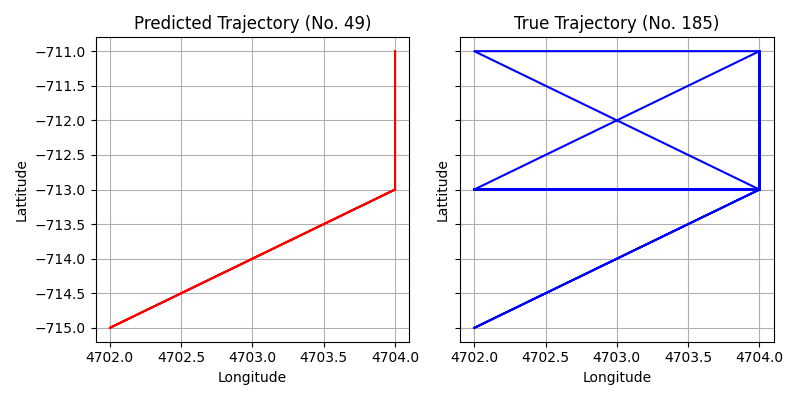 Predicted Trajectory (No. 49)
True Trajectory (No. 185)
−711.0
−711.5
−712.0
−712.5
−713.0
−713.5
−714.0
−714.5
−715.0
Lattitude
Lattitude
4702.0 4702.5 4703.0 4703.5 4704.0
4702.0 4702.5 4703.0 4703.5 4704.0
Longitude
Longitude